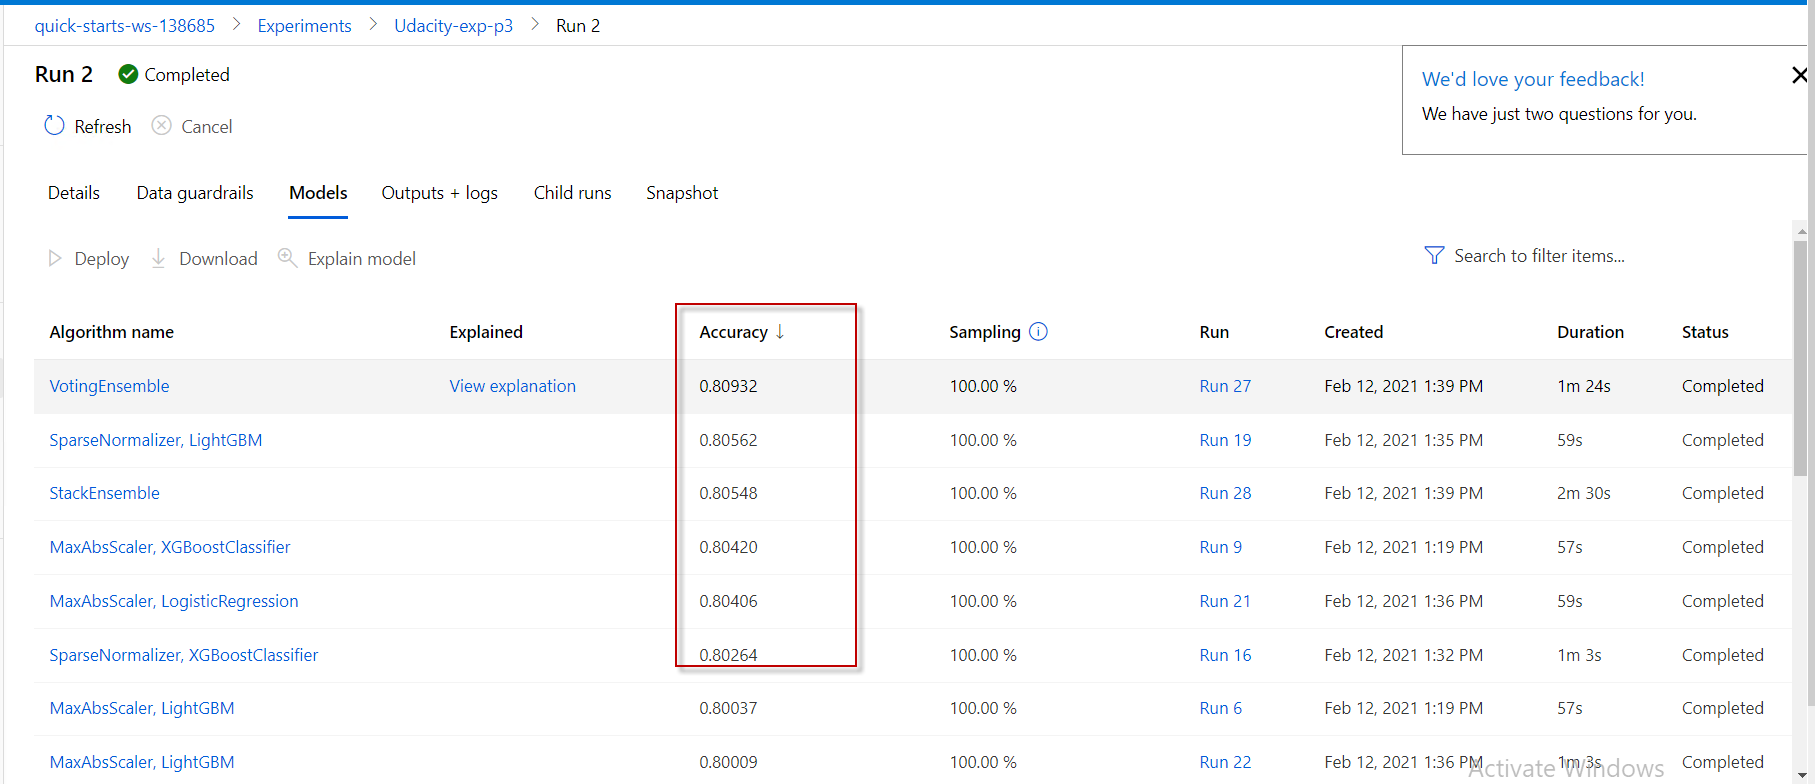 quick-starts-ws-138685 > Experiments > Udacity-exp-p3 > Run 2
Run 2 Completed
We'd love your feedback!
We have just two questions for you.
Refresh Cancel
Details Data guardrails Models Outputs + logs Child runs Snapshot
Deploy Download Explain model Search to filter items...
Algorithm name Explained Accuracy ↓ Sampling Run Created Duration Status
VotingEnsemble View explanation 0.80932 100.00 % Run 27 Feb 12, 2021 1:39 PM 1m 24s Completed
SparseNormalizer, LightGBM 0.80562 100.00 % Run 19 Feb 12, 2021 1:35 PM 59s Completed
StackEnsemble 0.80548 100.00 % Run 28 Feb 12, 2021 1:39 PM 2m 30s Completed
MaxAbsScaler, XGBoostClassifier 0.80420 100.00 % Run 9 Feb 12, 2021 1:19 PM 57s Completed
MaxAbsScaler, LogisticRegression 0.80406 100.00 % Run 21 Feb 12, 2021 1:36 PM 59s Completed
SparseNormalizer, XGBoostClassifier 0.80264 100.00 % Run 16 Feb 12, 2021 1:32 PM 1m 3s Completed
MaxAbsScaler, LightGBM 0.80037 100.00 % Run 6 Feb 12, 2021 1:19 PM 57s Completed
MaxAbsScaler, LightGBM 0.80009 100.00 % Run 22 Feb 12, 2021 1:36 PM 1m 3s Completed
Activate Windows